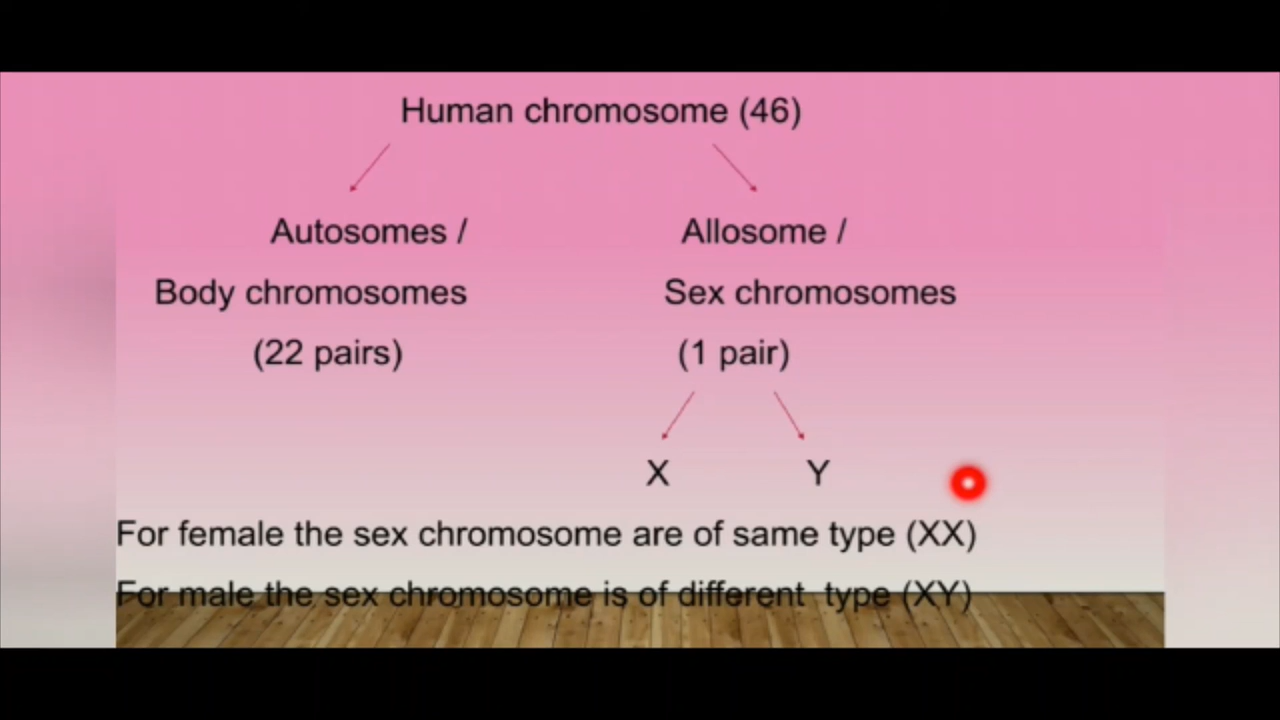 Human chromosome (46)
Autosomes / Allosome /
Body chromosomes Sex chromosomes
(22 pairs) (1 pair)
X Y
For female the sex chromosome are of same type (XX)
For male the sex chromosome is of different type (XY)